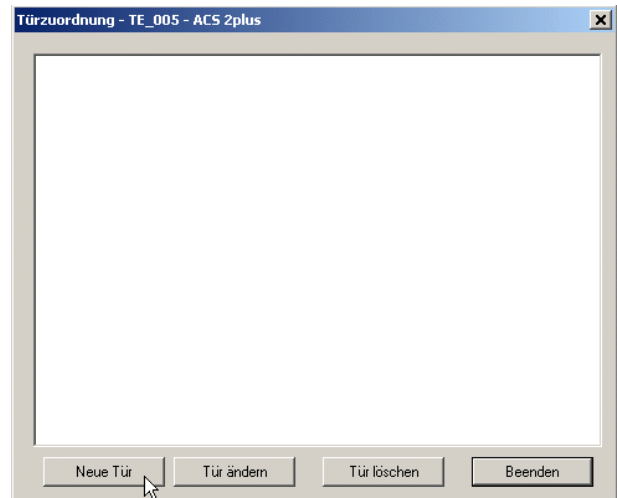 Türzuordnung - TE_005 - ACS 2plus
Neue Tür Tür ändern Tür löschen Beenden